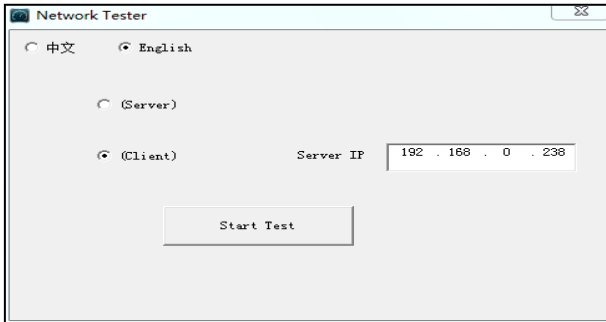 Network Tester
中文 English
(Server)
(Client) Server IP 192 . 168 . 0 . 238
Start Test